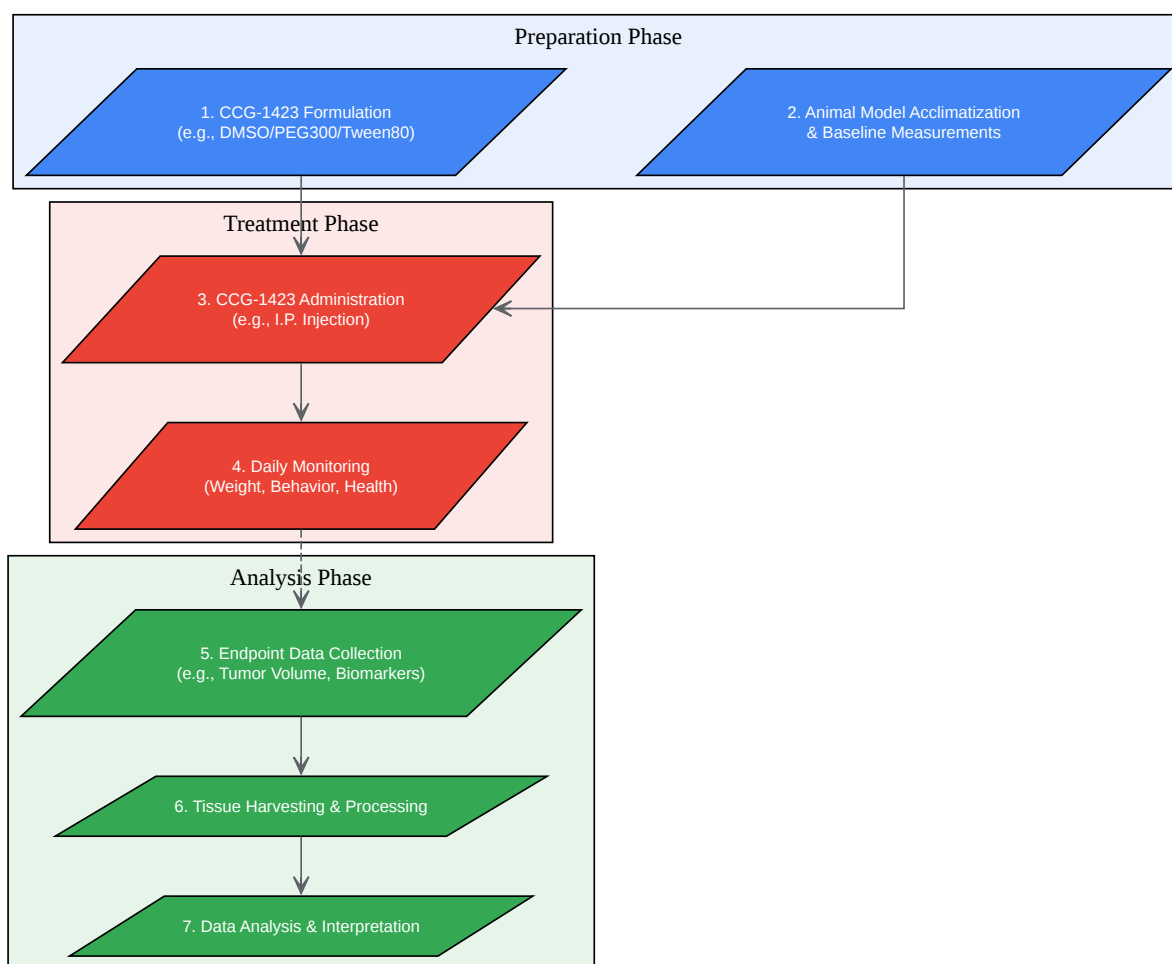 Preparation Phase
1. CCG-1423 Formulation
(e.g., DMSO/PEG300/Tween80)
2. Animal Model Acclimatization
& Baseline Measurements
Treatment Phase
3. CCG-1423 Administration
(e.g., I.P. Injection)
4. Daily Monitoring
(Weight, Behavior, Health)
Analysis Phase
5. Endpoint Data Collection
(e.g., Tumor Volume, Biomarkers)
6. Tissue Harvesting & Processing
7. Data Analysis & Interpretation